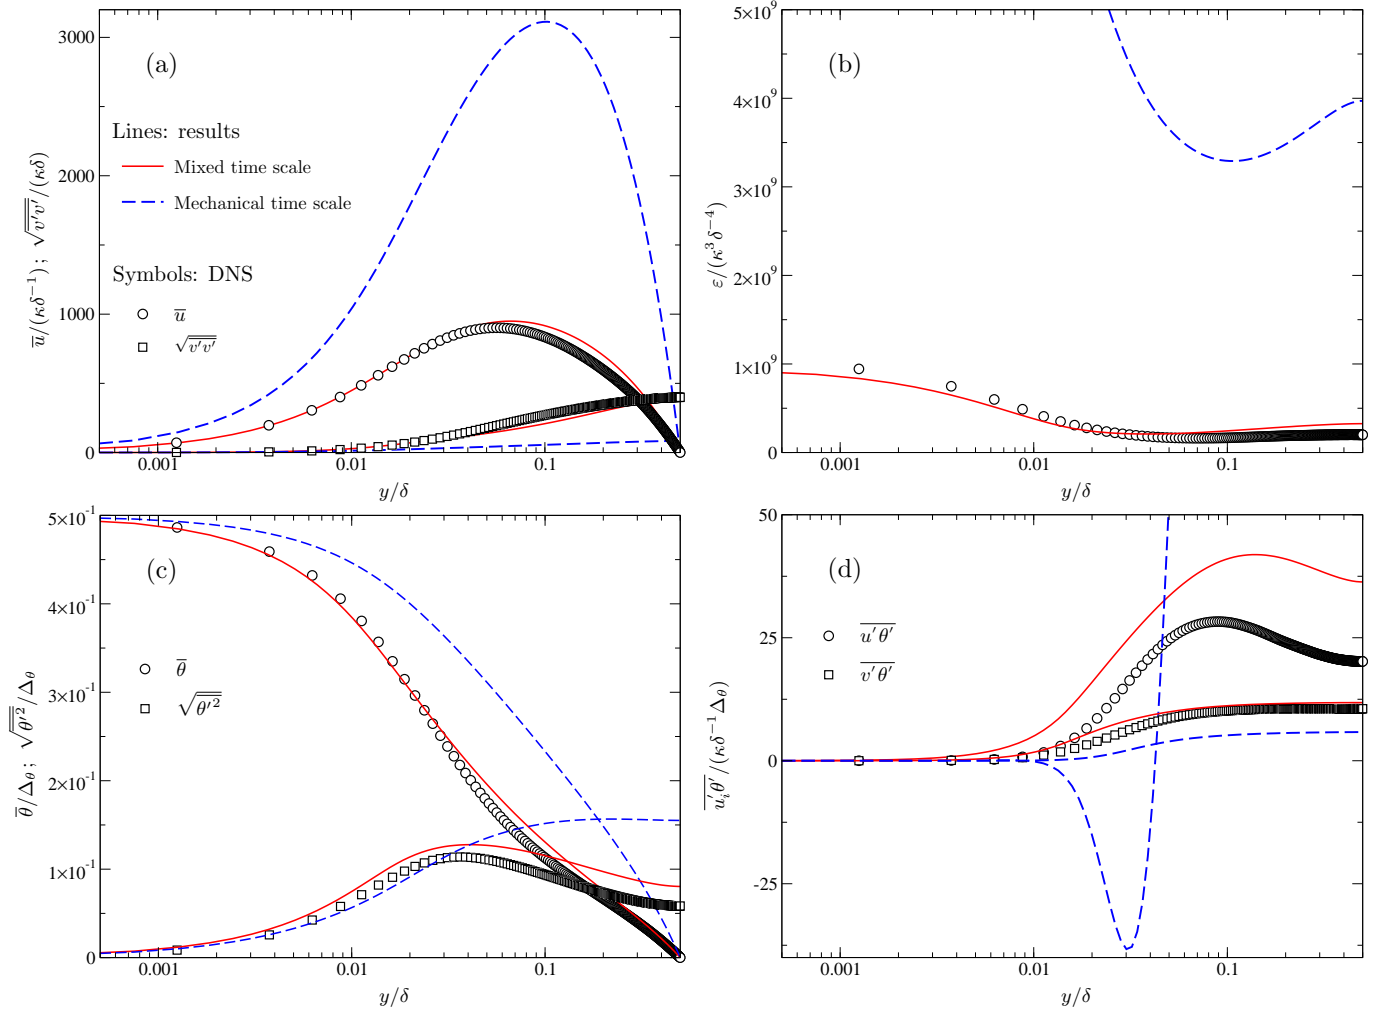 3000
2000
1000
0
0.001
0.01
0.1
y/δ
u̅/(κδ⁻¹); √v′v′/(κδ)
(a)
Lines: results
Mixed time scale
Mechanical time scale
Symbols: DNS
u̅
√v′v′
5×10⁹
4×10⁹
3×10⁹
2×10⁹
1×10⁹
0
0.001
0.01
0.1
y/δ
ε/(κ³δ⁻⁴)
(b)
5×10⁻¹
4×10⁻¹
3×10⁻¹
2×10⁻¹
1×10⁻¹
0
0.001
0.01
0.1
y/δ
θ̅/Δθ; √θ′²/Δθ
(c)
θ̅
√θ′²
50
25
0
-25
0.001
0.01
0.1
y/δ
u′ᵢθ′/(κδ⁻¹Δθ)
(d)
u′θ′
v′θ′